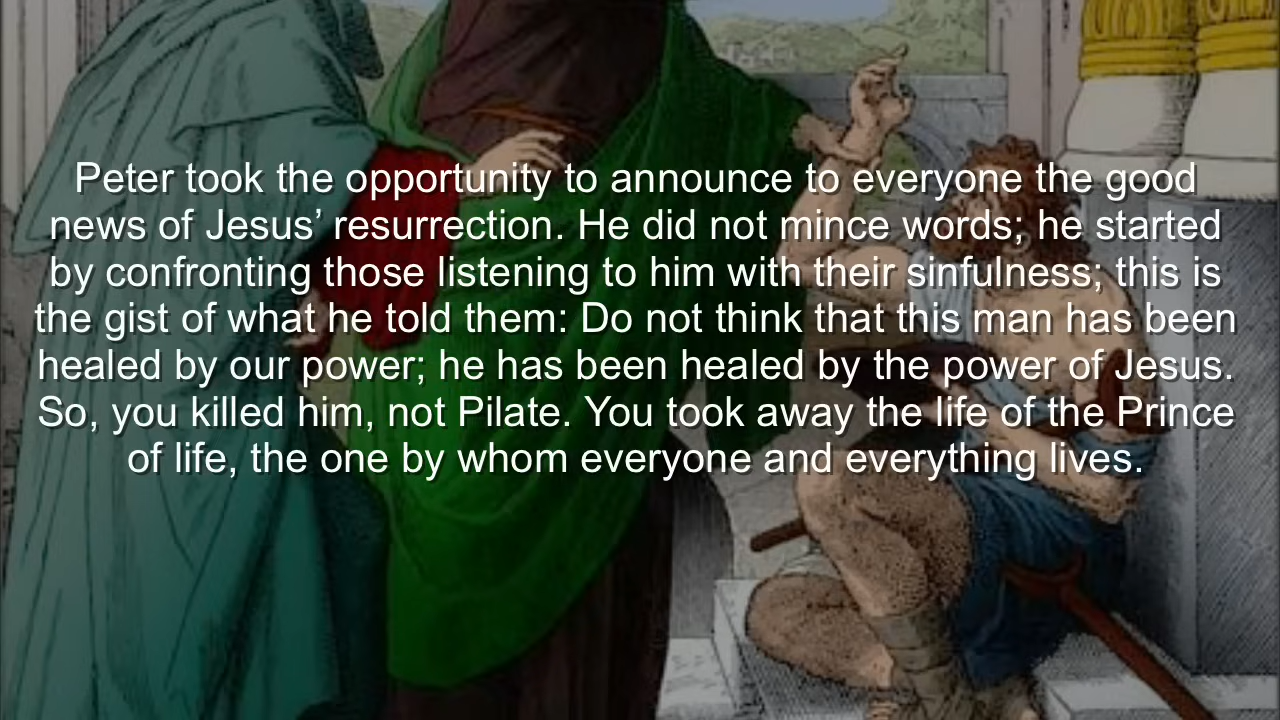 Peter took the opportunity to announce to everyone the good
news of Jesus’ resurrection. He did not mince words; he started
by confronting those listening to him with their sinfulness; this is
the gist of what he told them: Do not think that this man has been
healed by our power; he has been healed by the power of Jesus.
So, you killed him, not Pilate. You took away the life of the Prince
of life, the one by whom everyone and everything lives.